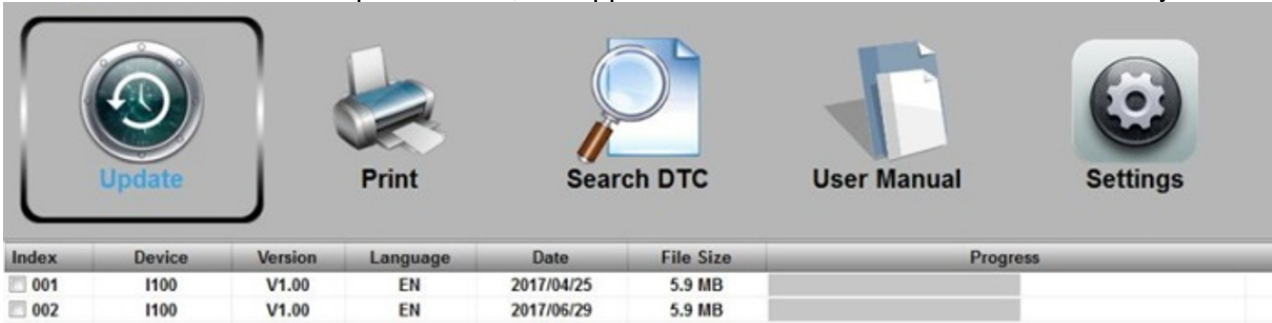 Update Print Search DTC User Manual Settings
Index Device Version Language Date File Size Progress
001 I100 V1.00 EN 2017/04/25 5.9 MB
002 I100 V1.00 EN 2017/06/29 5.9 MB